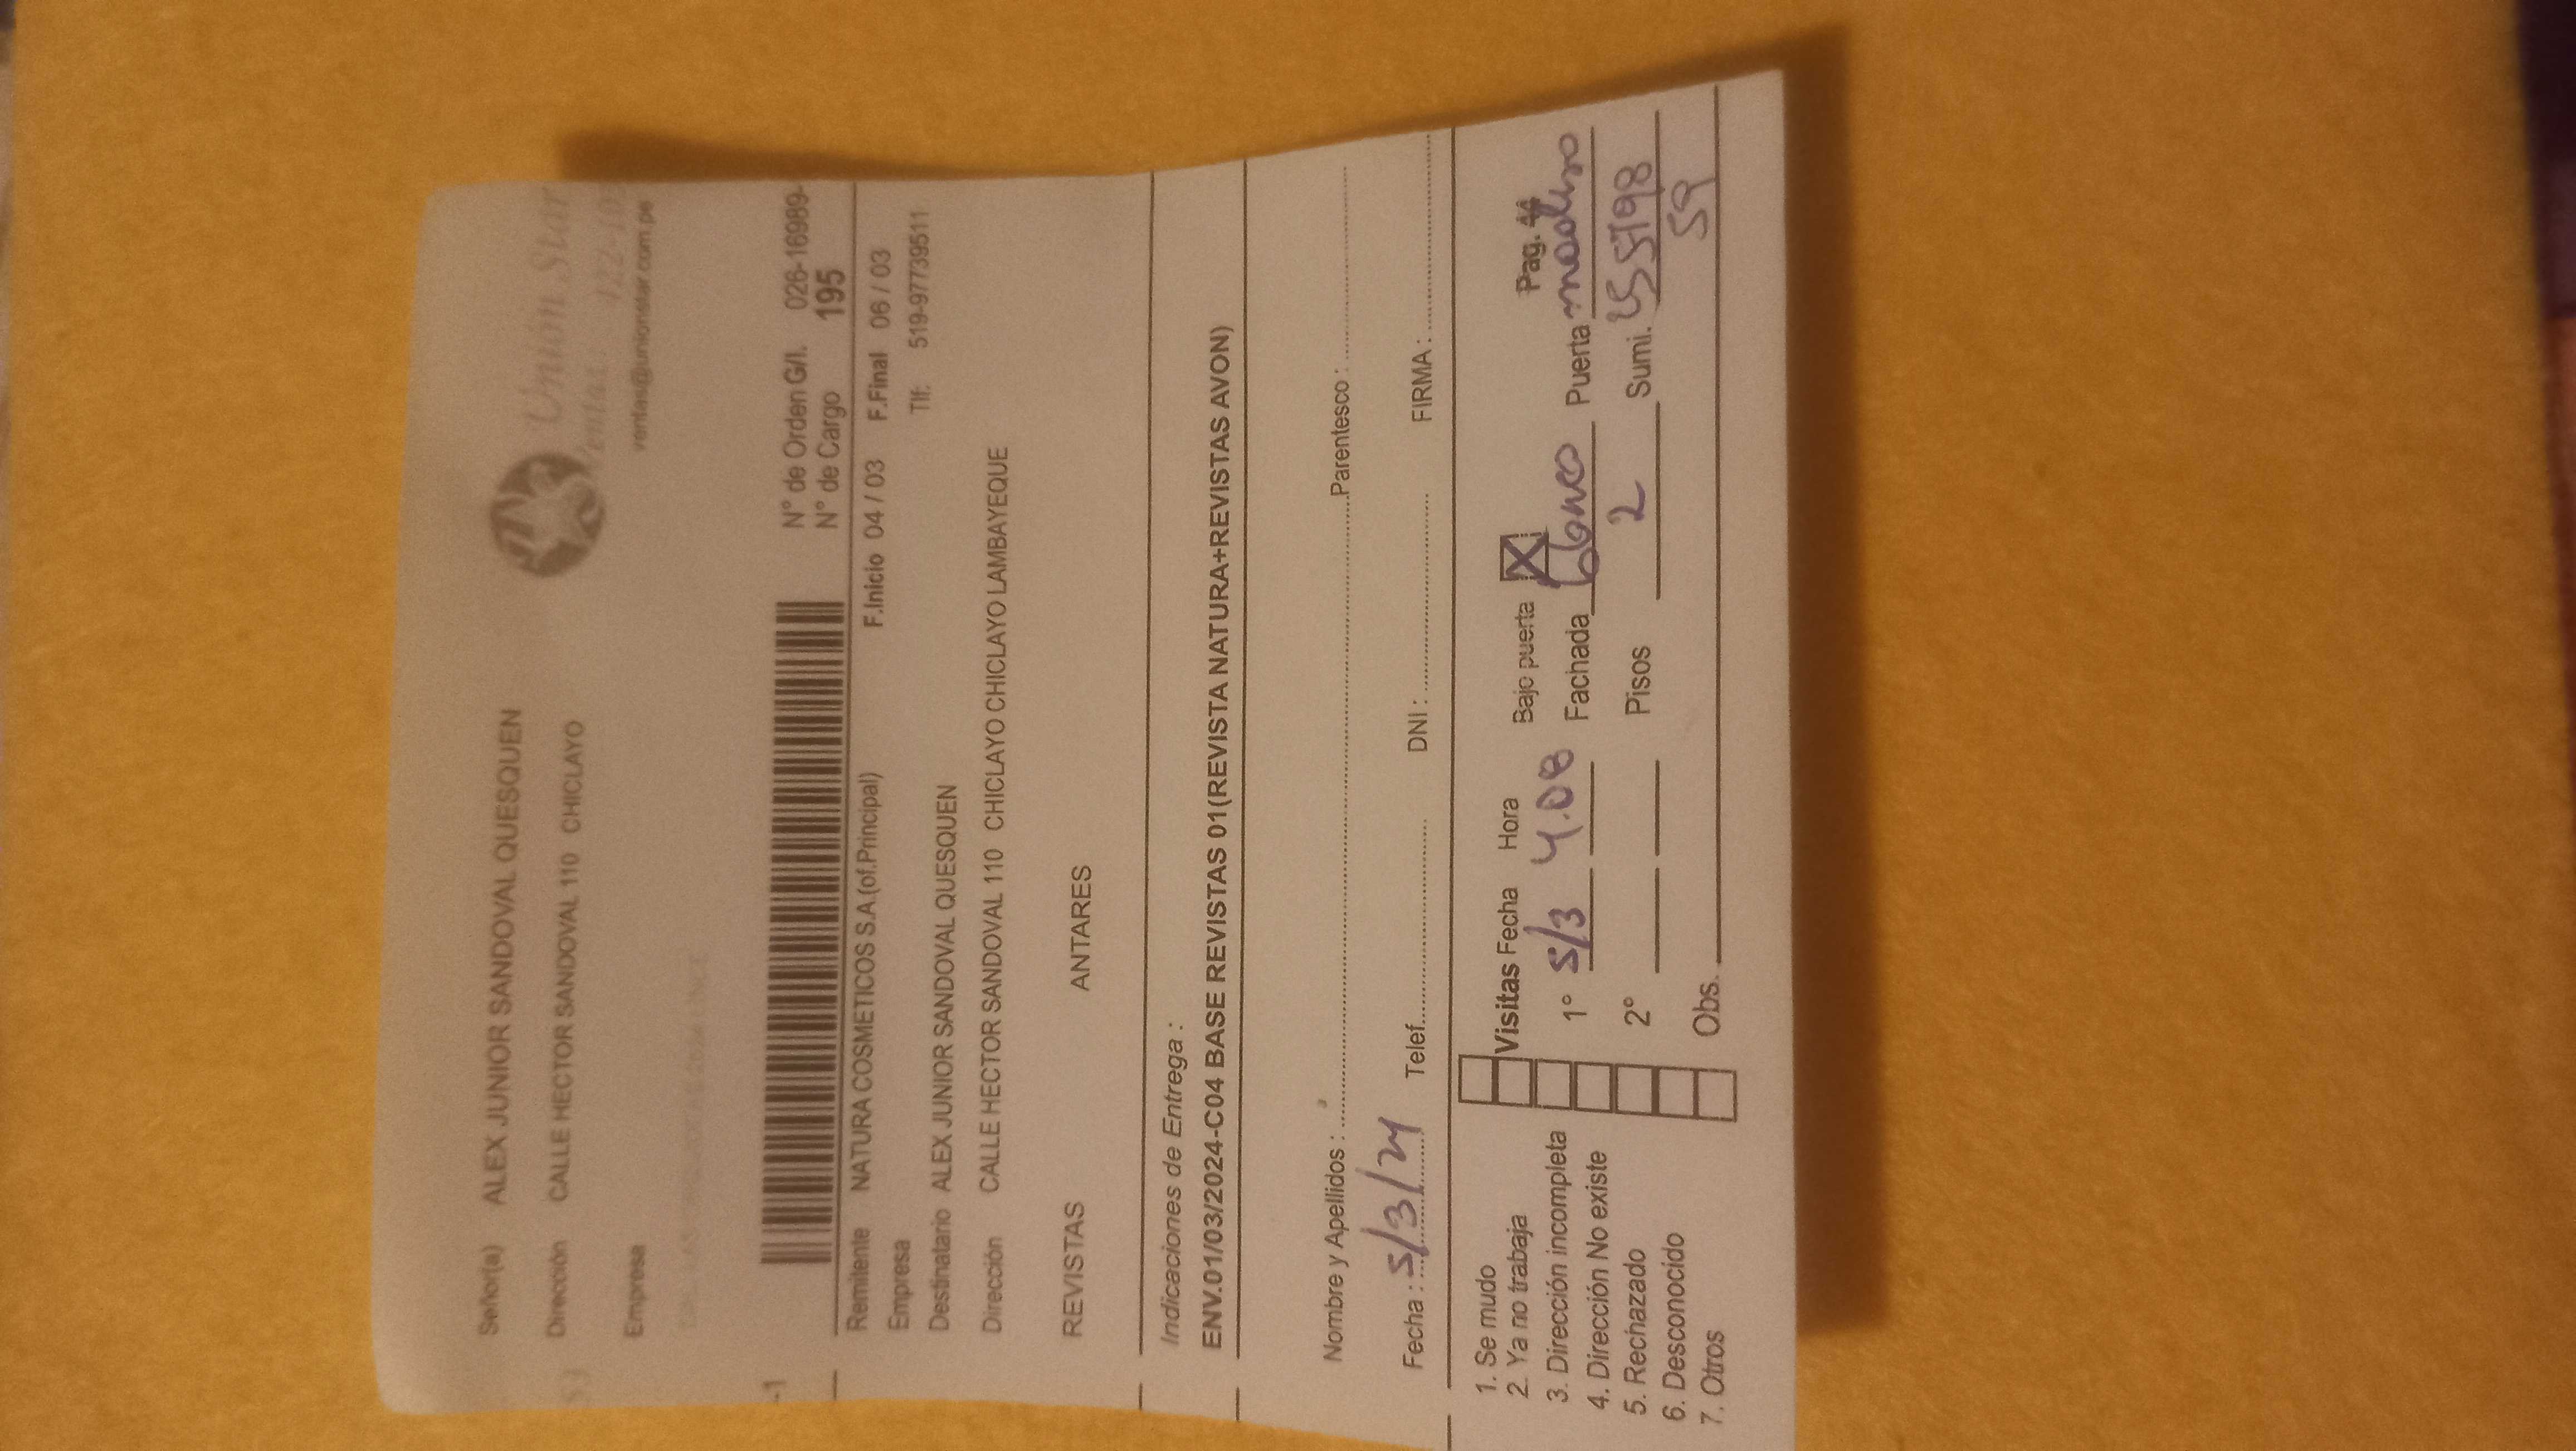 Señor(a) ALEX JUNIOR SANDOVAL QUESQUEN
Dirección CALLE HECTOR SANDOVAL 110 CHICLAYO
Empresa
Unión Star
Ventas:
ventas@unionstar.com.pe
-1
N° de Orden G/I. 026-16989-
N° de Cargo 195
Remitente NATURA COSMETICOS S.A.(of.Principal) F.Inicio 04 / 03 F.Final 06 / 03
Empresa Tlf: 519-977739511
Destinatario ALEX JUNIOR SANDOVAL QUESQUEN
Dirección CALLE HECTOR SANDOVAL 110 CHICLAYO CHICLAYO LAMBAYEQUE
REVISTAS ANTARES
Indicaciones de Entrega :
ENV.01/03/2024-C04 BASE REVISTAS 01(REVISTA NATURA+REVISTAS AVON)
Nombre y Apellidos : Parentesco :
Fecha : 5/3/24 Telef. DNI : FIRMA :
1. Se mudo
2. Ya no trabaja
3. Dirección incompleta
4. Dirección No existe
5. Rechazado
6. Desconocido
7. Otros
Visitas Fecha Hora Bajo puerta X Pag. 44
1° 5/3 4.08 Fachada Puerta
2° Pisos 2 Sumi.
Obs. 59